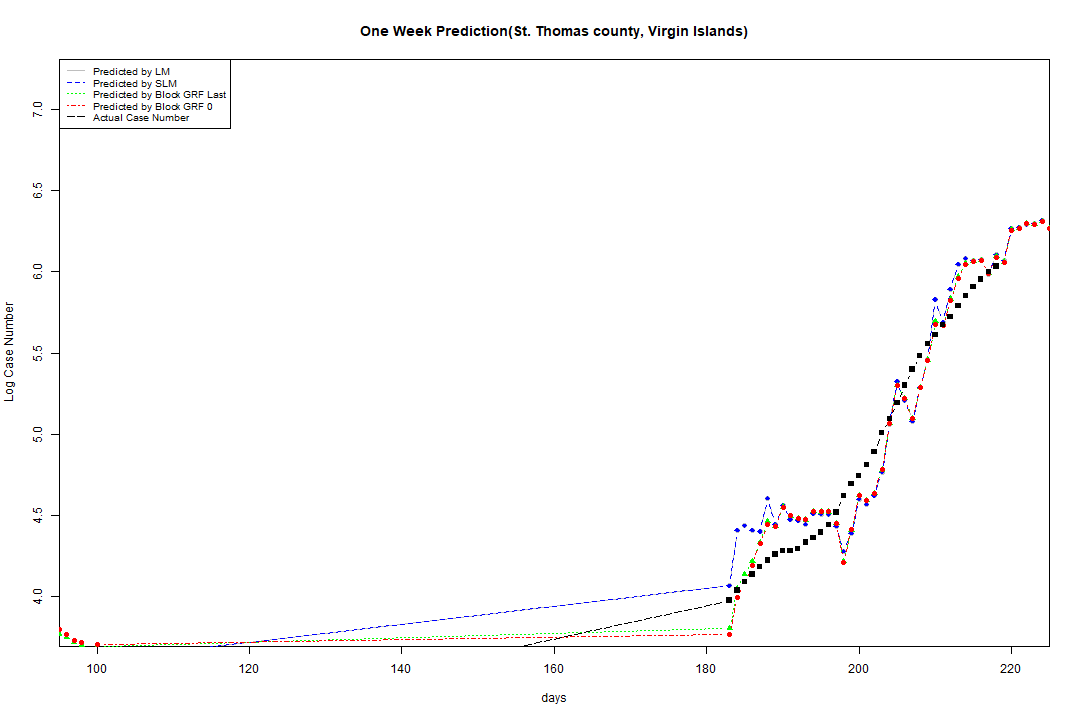 One Week Prediction(St. Thomas county, Virgin Islands)
Predicted by LM
Predicted by SLM
Predicted by Block GRF Last
Predicted by Block GRF 0
Actual Case Number
7.0
6.5
6.0
5.5
5.0
4.5
4.0
Log Case Number
100 120 140 160 180 200 220
days